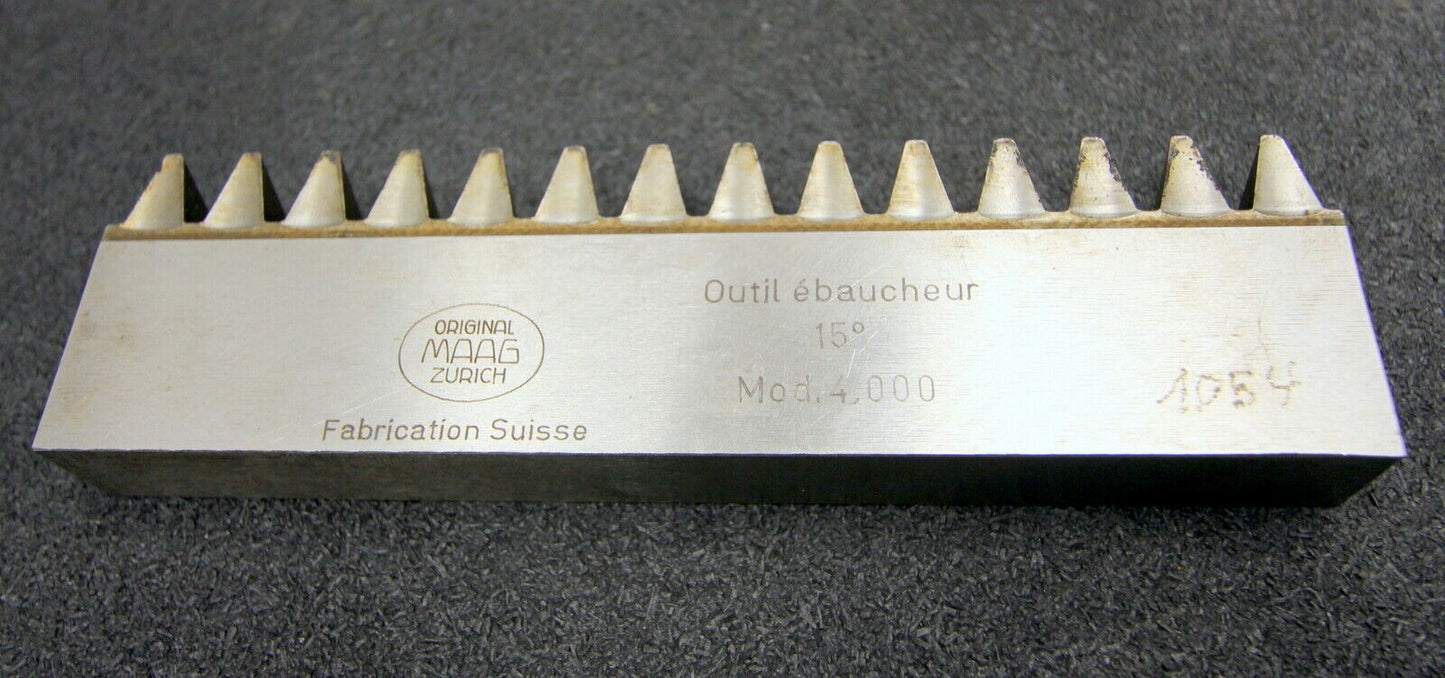 ORIGINAL
MAAG
ZURICH
Fabrication Suisse
Outil ébaucheur
15°
Mod. 4,000
1054